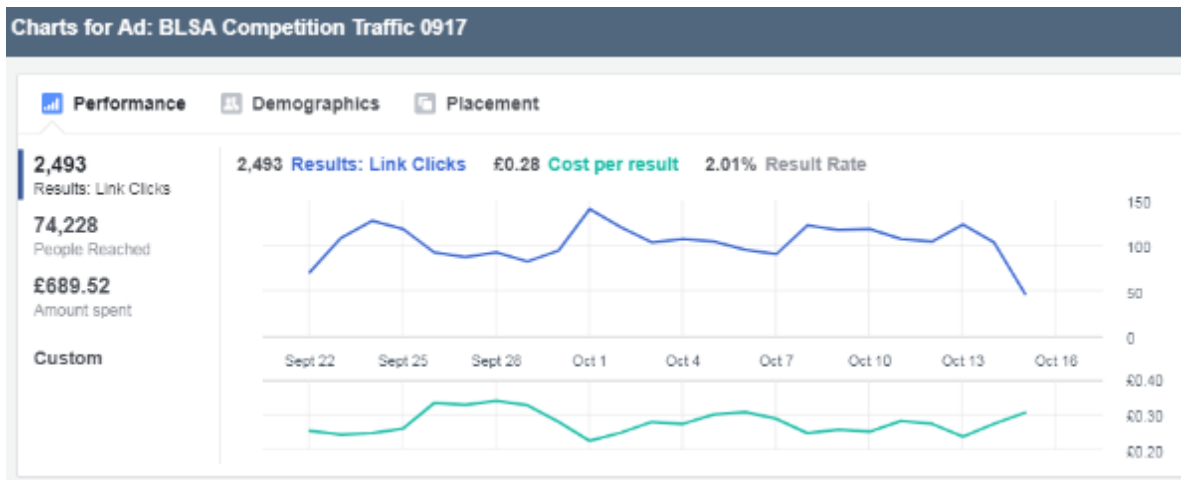 Charts for Ad: BLSA Competition Traffic 0917
Performance Demographics Placement
2,493
Results: Link Clicks
74,228
People Reached
£689.52
Amount spent
Custom
2,493 Results: Link Clicks £0.28 Cost per result 2.01% Result Rate
150
100
50
0
Sept 22 Sept 25 Sept 28 Oct 1 Oct 4 Oct 7 Oct 10 Oct 13 Oct 16
£0.40
£0.30
£0.20